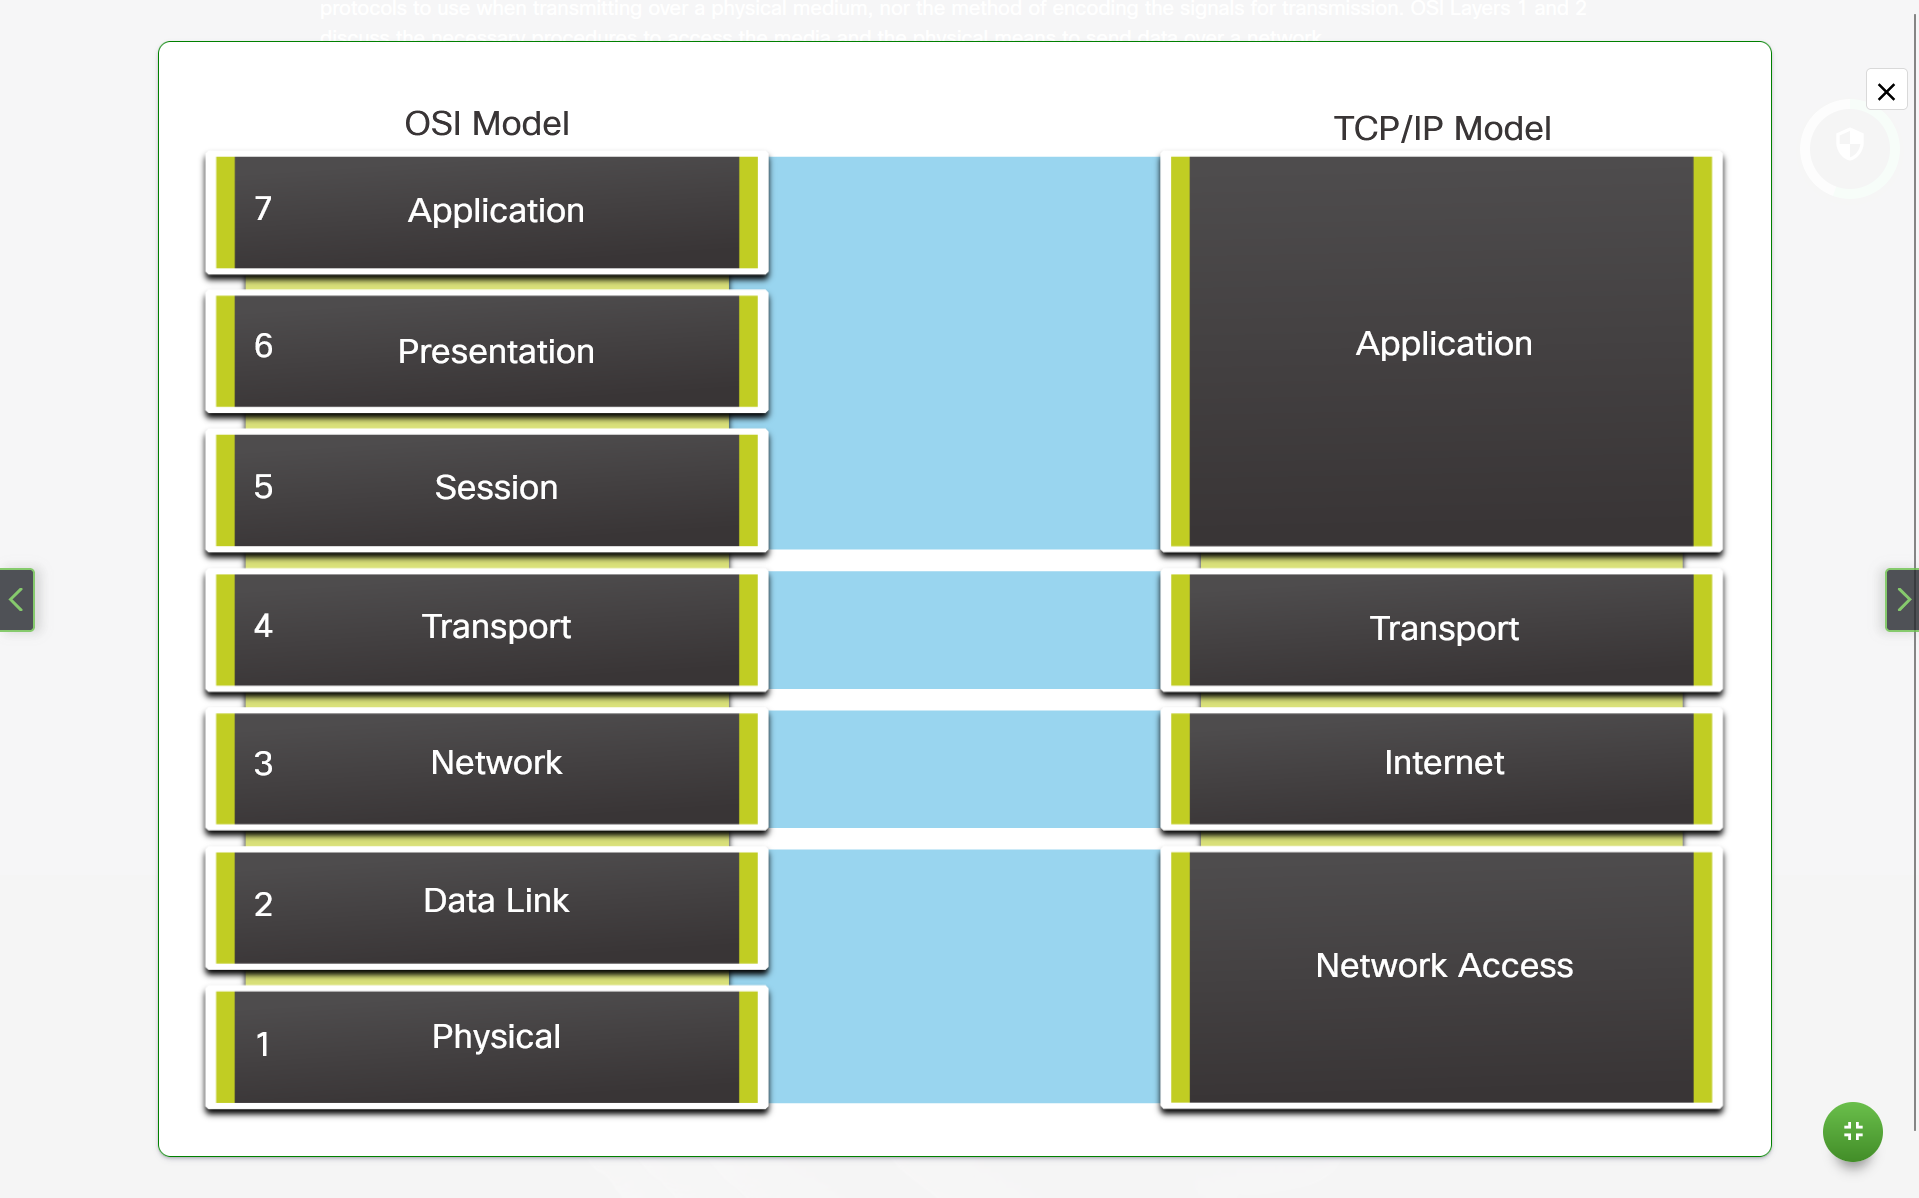 protocols to use when transmitting over a physical medium, nor the method of encoding the signals for transmission. OSI Layers 1 and 2
discuss the necessary procedures to access the media and the physical means to send data over a network.
OSI Model
TCP/IP Model
7 Application
6 Presentation
5 Session
Application
4 Transport
Transport
3 Network
Internet
2 Data Link
1 Physical
Network Access